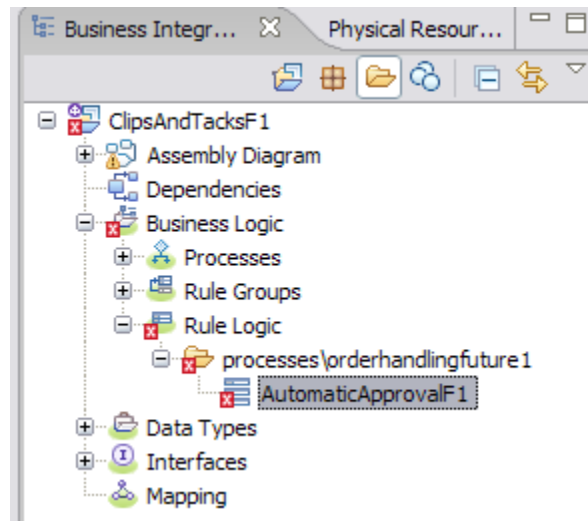 Business Integr... Physical Resour...
ClipsAndTacksF1
Assembly Diagram
Dependencies
Business Logic
Processes
Rule Groups
Rule Logic
processes\orderhandlingfuture1
AutomaticApprovalF1
Data Types
Interfaces
Mapping